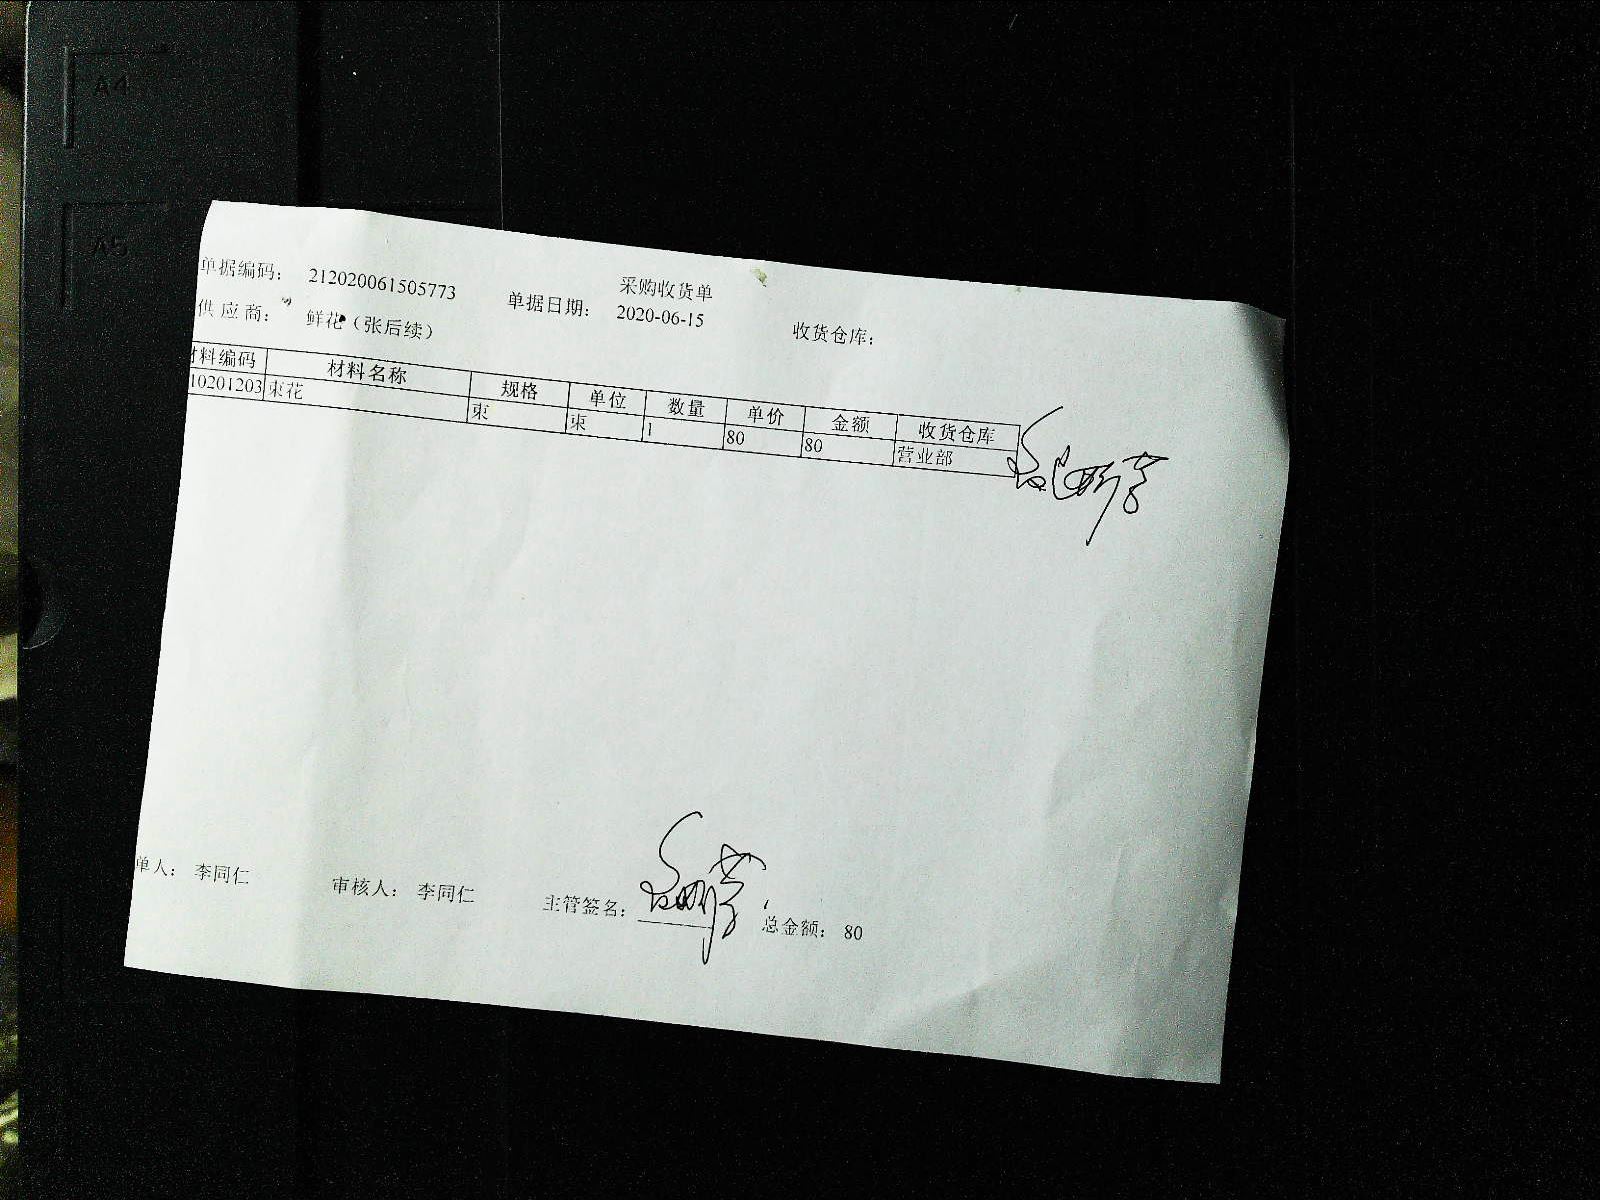 A4
A5
采购收货单
单据编码： 212020061505773 单据日期： 2020-06-15 收货仓库：
供应商： 鲜花（张后续）
材料编码 材料名称 规格 单位 数量 单价 金额 收货仓库
10201203 束花 束 束 1 80 80 营业部
单人： 李同仁 审核人： 李同仁 主管签名： 总金额： 80